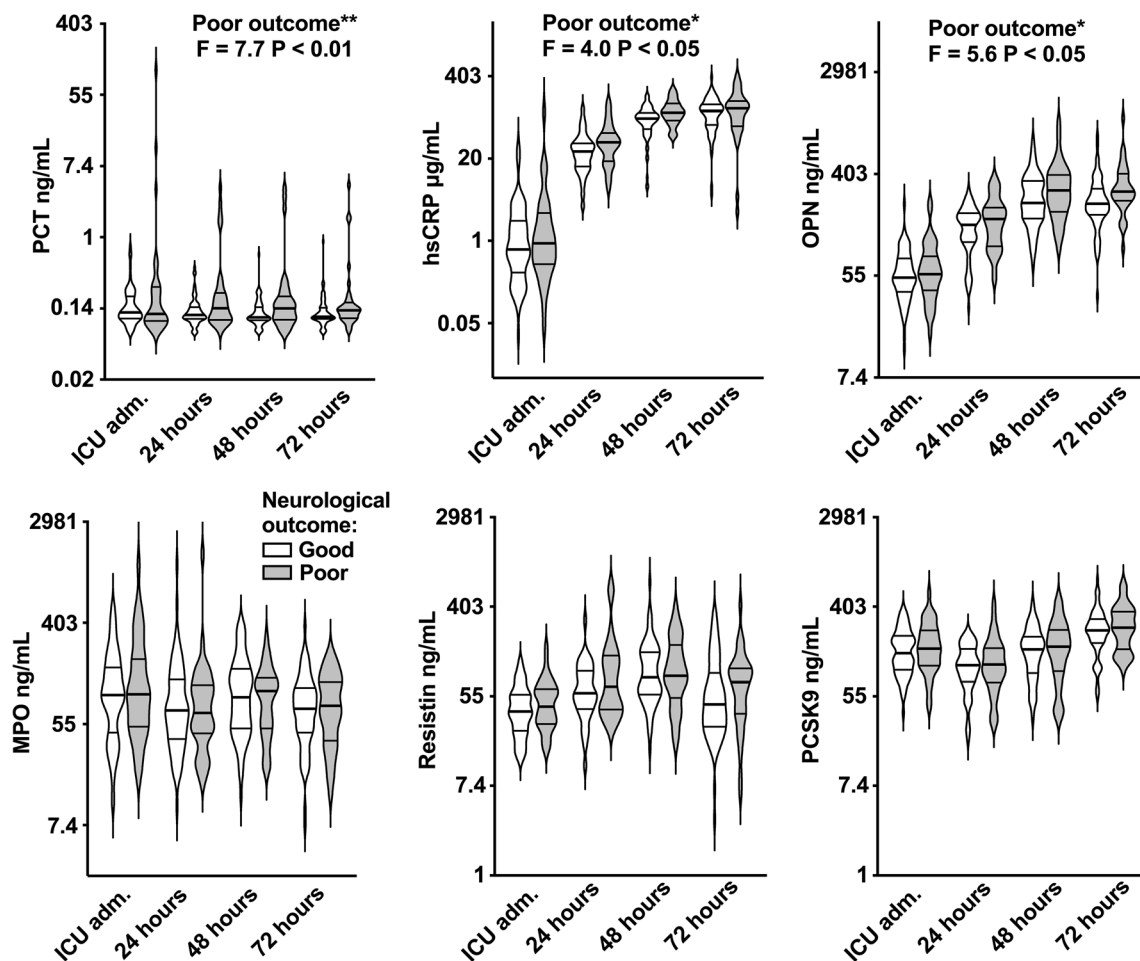 Poor outcome**
F = 7.7 P < 0.01
PCT ng/mL
403
55
7.4
1
0.14
0.02
ICU adm.
24 hours
48 hours
72 hours
Poor outcome*
F = 4.0 P < 0.05
hsCRP µg/mL
403
20
1
0.05
ICU adm.
24 hours
48 hours
72 hours
Poor outcome*
F = 5.6 P < 0.05
OPN ng/mL
2981
403
55
7.4
ICU adm.
24 hours
48 hours
72 hours
Neurological
outcome:
Good
Poor
MPO ng/mL
2981
403
55
7.4
ICU adm.
24 hours
48 hours
72 hours
Resistin ng/mL
2981
403
55
7.4
1
ICU adm.
24 hours
48 hours
72 hours
PCSK9 ng/mL
2981
403
55
7.4
1
ICU adm.
24 hours
48 hours
72 hours